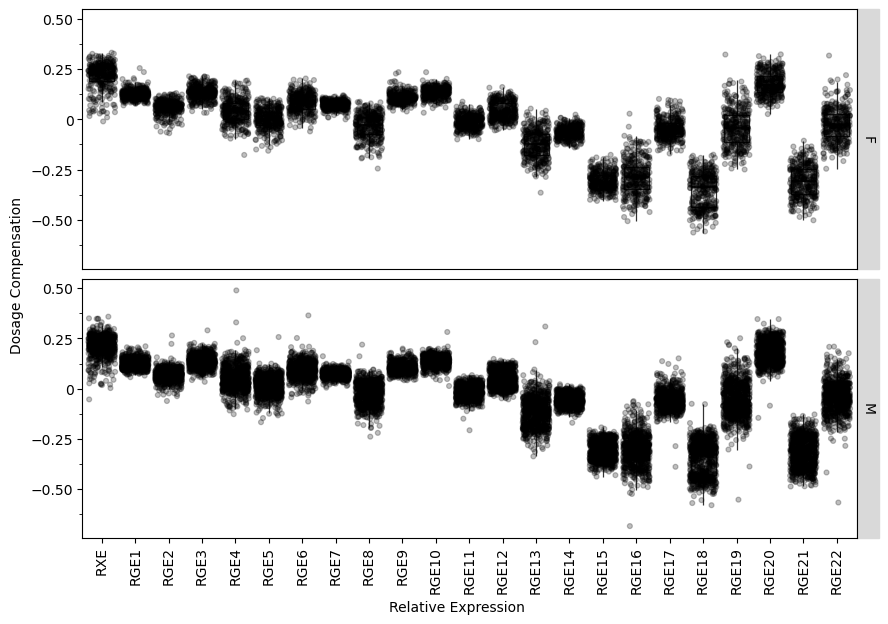 Dosage Compensation
0.50
0.25
0
−0.25
−0.50
F
0.50
0.25
0
−0.25
−0.50
M
RXE
RGE1
RGE2
RGE3
RGE4
RGE5
RGE6
RGE7
RGE8
RGE9
RGE10
RGE11
RGE12
RGE13
RGE14
RGE15
RGE16
RGE17
RGE18
RGE19
RGE20
RGE21
RGE22
Relative Expression